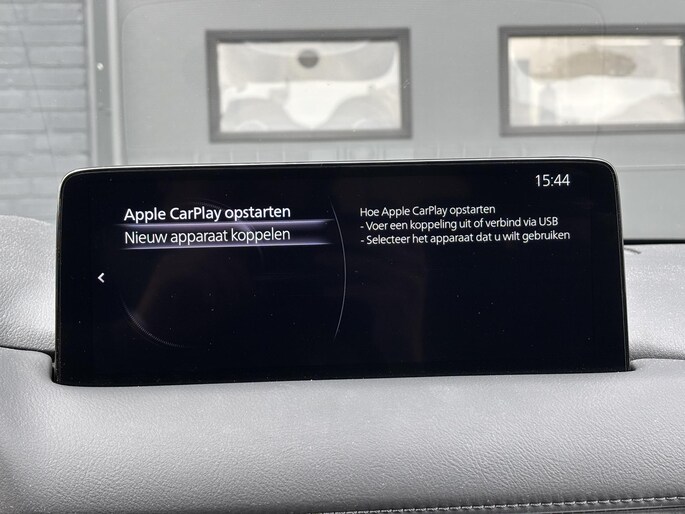 15:44
Apple CarPlay opstarten
Nieuw apparaat koppelen
Hoe Apple CarPlay opstarten
- Voer een koppeling uit of verbind via USB
- Selecteer het apparaat dat u wilt gebruiken